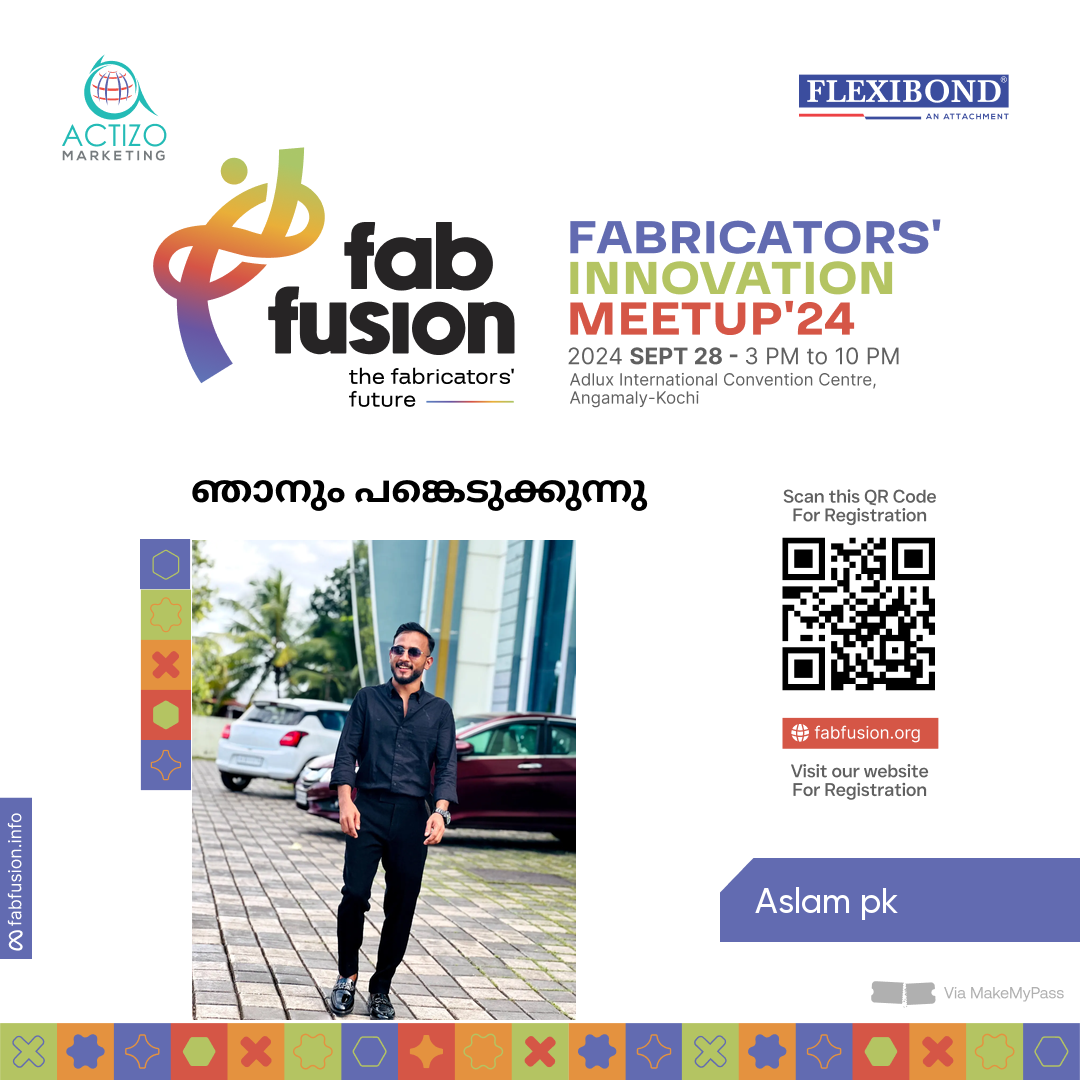 ACTIZO
MARKETING
FLEXIBOND®
AN ATTACHMENT
fab
fusion
the fabricators'
future
FABRICATORS'
INNOVATION
MEETUP'24
2024 SEPT 28 - 3 PM to 10 PM
Adlux International Convention Centre,
Angamaly-Kochi
ഞാനും പങ്കെടുക്കുന്നു
Scan this QR Code
For Registration
fabfusion.org
Visit our website
For Registration
fabfusion.info
Aslam pk
Via MakeMyPass